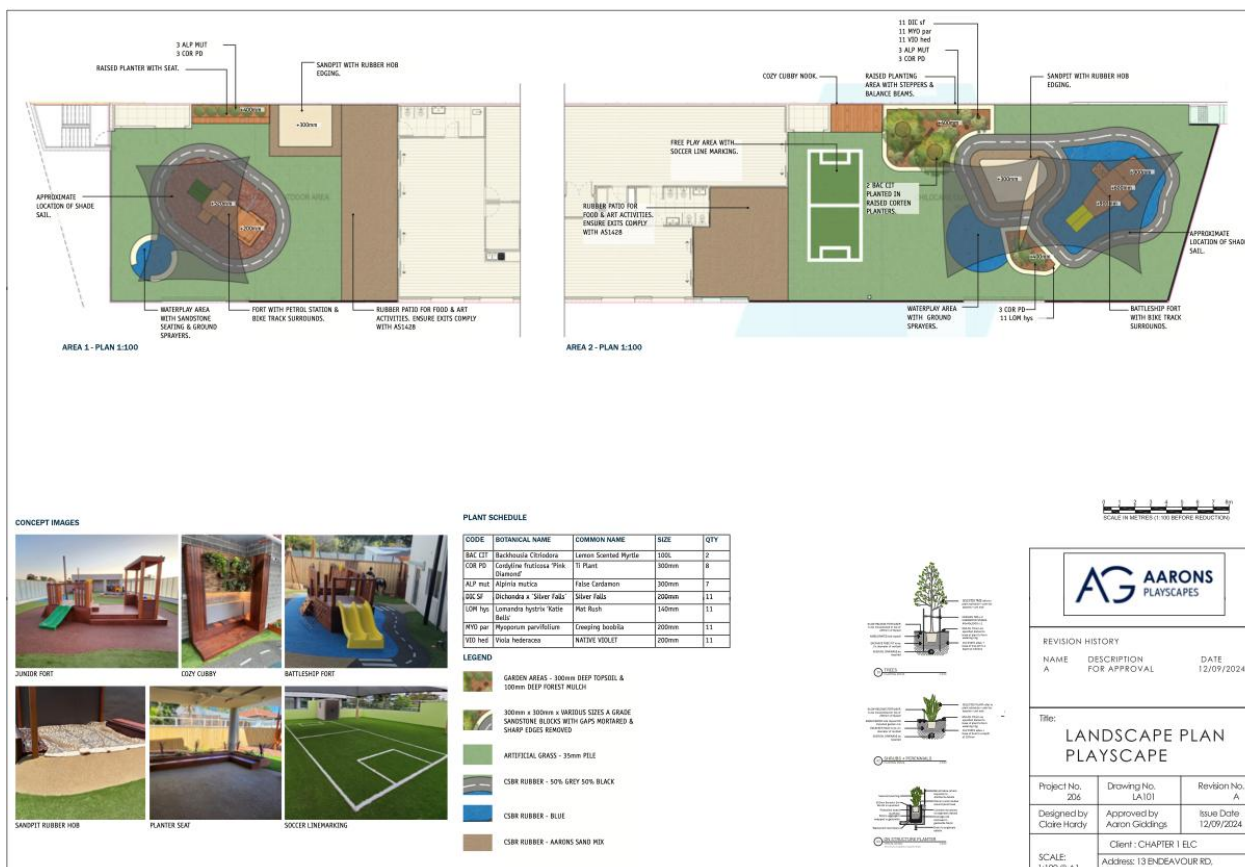 3 ALP MUT
3 COR PD
RAISED PLANTER WITH SEAT.
SANDPIT WITH RUBBER HOB
EDGING.
+400mm
+300mm
APPROXIMATE
LOCATION OF SHADE
SAIL.
WATERPLAY AREA
WITH SANDSTONE
SEATING & GROUND
SPRAYERS.
FORT WITH PETROL STATION &
BIKE TRACK SURROUNDS.
RUBBER PATIO FOR FOOD & ART
ACTIVITIES. ENSURE EXITS COMPLY
WITH AS1428
AREA 1 - PLAN 1:100
11 DIC sf
11 MYO par
11 VIO hed
3 ALP MUT
3 COR PD
COZY CUBBY NOOK.
RAISED PLANTING
AREA WITH STEPPERS &
BALANCE BEAMS.
SANDPIT WITH RUBBER HOB
EDGING.
FREE PLAY AREA WITH
SOCCER LINE MARKING.
+300mm
2 BAC CIT
PLANTED IN
RAISED CORTEN
PLANTERS.
RUBBER PATIO FOR
FOOD & ART ACTIVITIES.
ENSURE EXITS COMPLY
WITH AS1428
APPROXIMATE
LOCATION OF SHADE
SAIL.
WATERPLAY AREA
WITH GROUND
SPRAYERS.
3 COR PD
11 LOM hys
BATTLESHIP FORT
WITH BIKE TRACK
SURROUNDS.
AREA 2 - PLAN 1:100
CONCEPT IMAGES
JUNIOR FORT
COZY CUBBY
BATTLESHIP FORT
SANDPIT RUBBER HOB
PLANTER SEAT
SOCCER LINEMARKING
PLANT SCHEDULE
CODE BOTANICAL NAME COMMON NAME SIZE QTY
BAC CIT Backhousia Citriodora Lemon Scented Myrtle 100L 2
COR PD Cordyline fruticosa 'Pink Diamond' Ti Plant 300mm 8
ALP mut Alpinia mutica False Cardamon 300mm 7
DIC SF Dichondra x 'Silver Falls' Silver Falls 200mm 11
LOM hys Lomandra hystrix 'Katie Bells' Mat Rush 140mm 11
MYO par Myoporum parvifolium Creeping boobila 200mm 11
VIO hed Viola hederacea NATIVE VIOLET 200mm 11
LEGEND
GARDEN AREAS - 300mm DEEP TOPSOIL &
100mm DEEP FOREST MULCH
300mm x 300mm x VARIOUS SIZES A GRADE
SANDSTONE BLOCKS WITH GAPS MORTARED &
SHARP EDGES REMOVED
ARTIFICIAL GRASS - 35mm PILE
CSBR RUBBER - 50% GREY 50% BLACK
CSBR RUBBER - BLUE
CSBR RUBBER - AARONS SAND MIX
0 1 2 3 4 5 6 7 8m
SCALE IN METRES (1:100 BEFORE REDUCTION)
AG AARONS
PLAYSCAPES
REVISION HISTORY
NAME DESCRIPTION DATE
A FOR APPROVAL 12/09/2024
Title:
LANDSCAPE PLAN
PLAYSCAPE
Project No. Drawing No. Revision No.
206 LA101 A
Designed by Approved by Issue Date
Claire Hardy Aaron Giddings 12/09/2024
Client : CHAPTER 1 ELC
SCALE:
Address: 13 ENDEAVOUR RD,